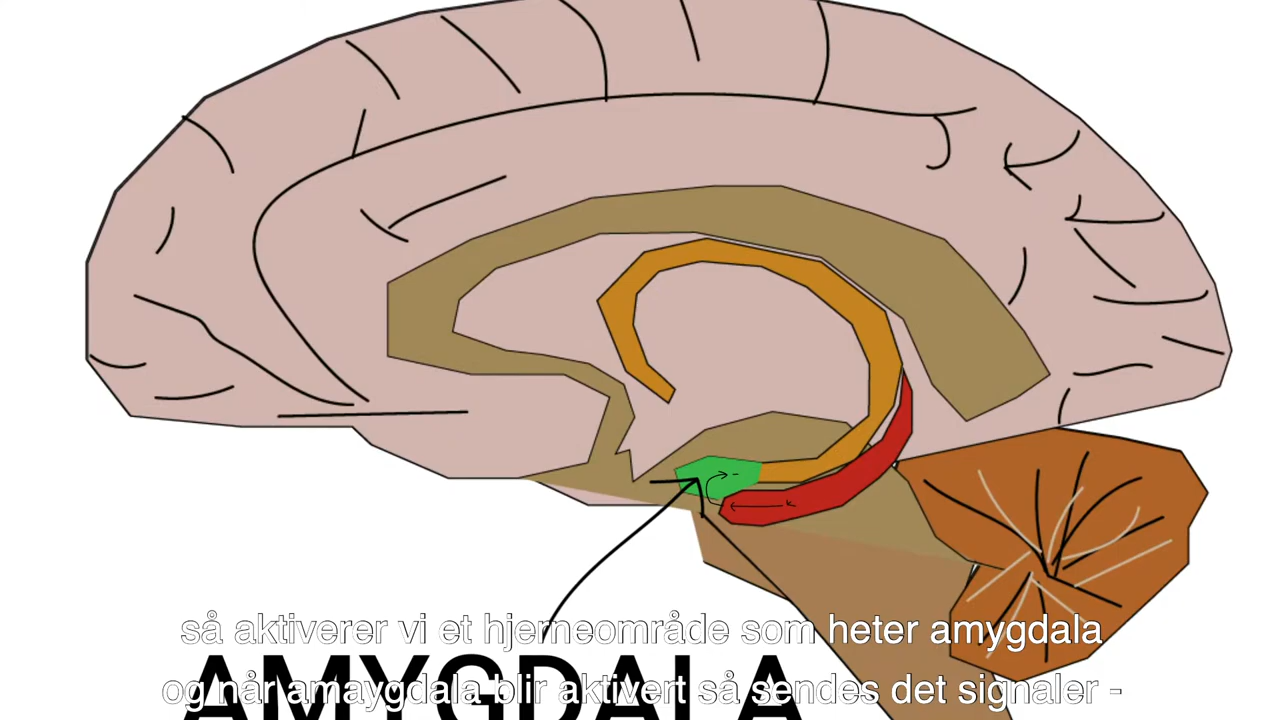 så aktiverer vi et hjerneområde som heter amygdala
AMYGDALA
og når amaygdala blir aktivert så sendes det signaler -